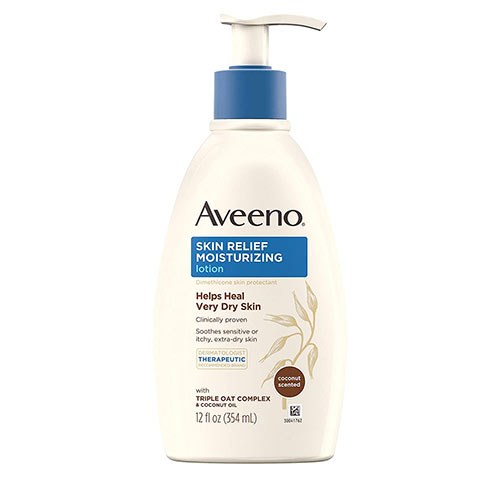 Aveeno®
SKIN RELIEF
MOISTURIZING
lotion
Dimethicone skin protectant
Helps Heal
Very Dry Skin
Clinically proven
Soothes sensitive or
itchy, extra-dry skin
DERMATOLOGIST
THERAPEUTIC
RECOMMENDED BRAND
coconut
scented
with
TRIPLE OAT COMPLEX
& COCONUT OIL
12 fl oz (354 mL)
30041762